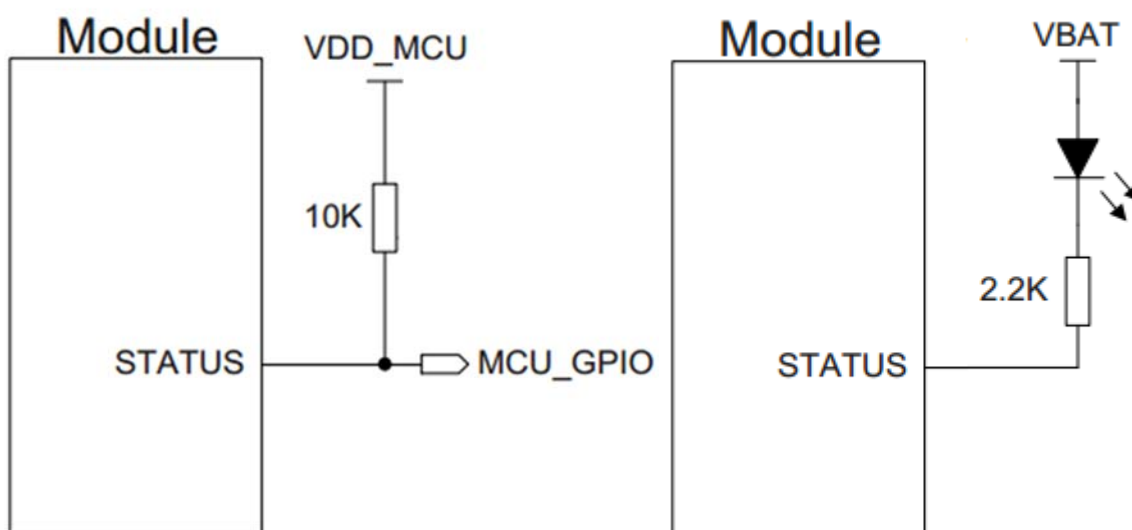 Module
VDD_MCU
10K
STATUS
MCU_GPIO
Module
VBAT
2.2K
STATUS